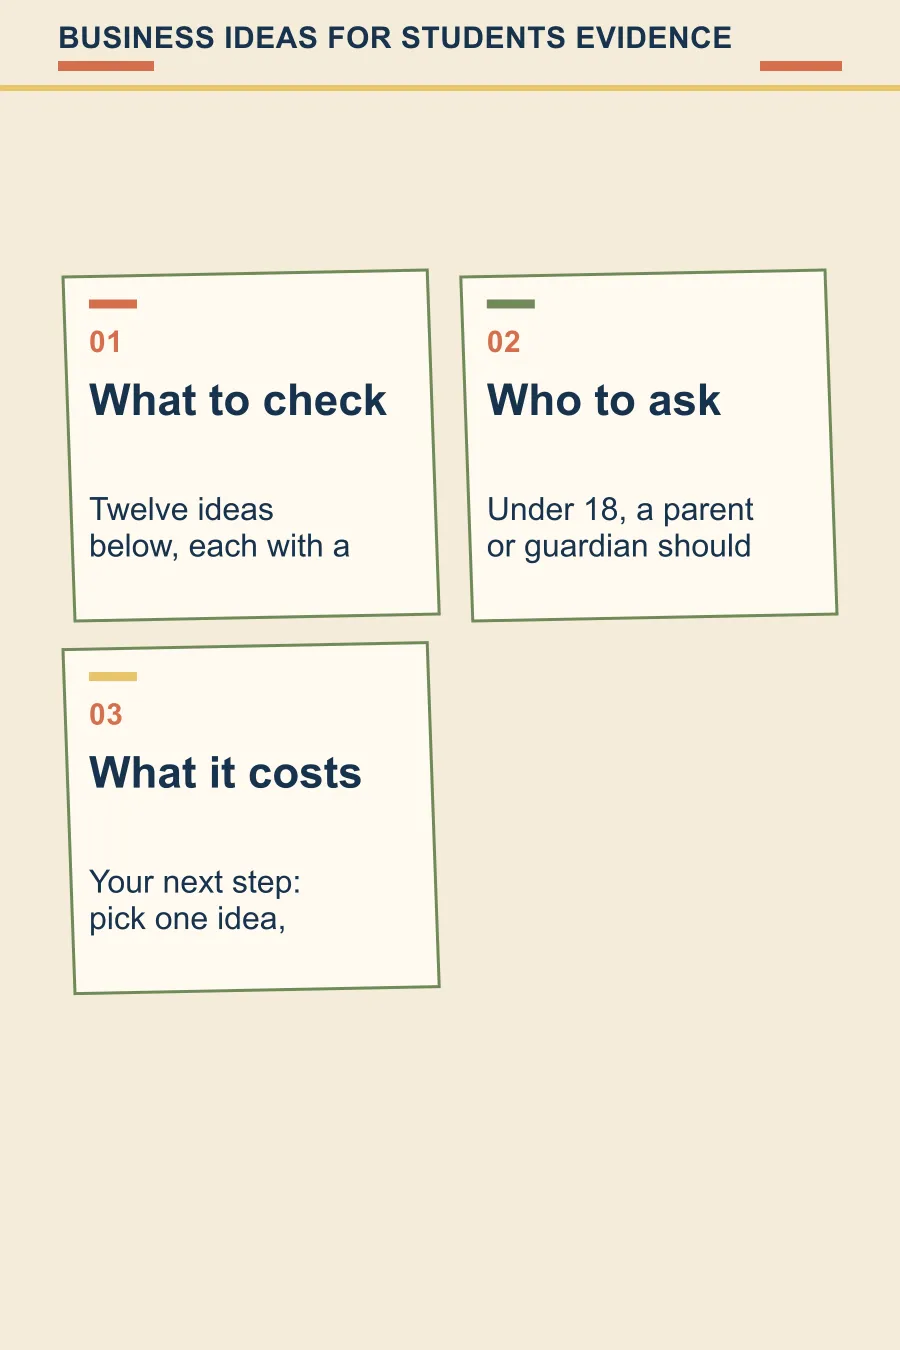 BUSINESS IDEAS FOR STUDENTS EVIDENCE
01
What to check
Twelve ideas
below, each with a
02
Who to ask
Under 18, a parent
or guardian should
03
What it costs
Your next step:
pick one idea,